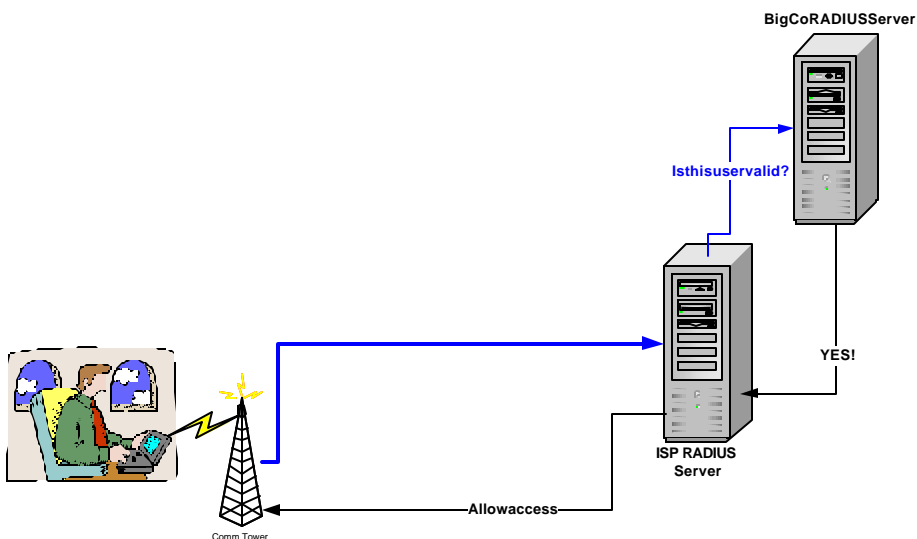 BigCoRADIUSServer
Isthisuservalid?
YES!
ISP RADIUS
Server
Allowaccess
Comm Tower